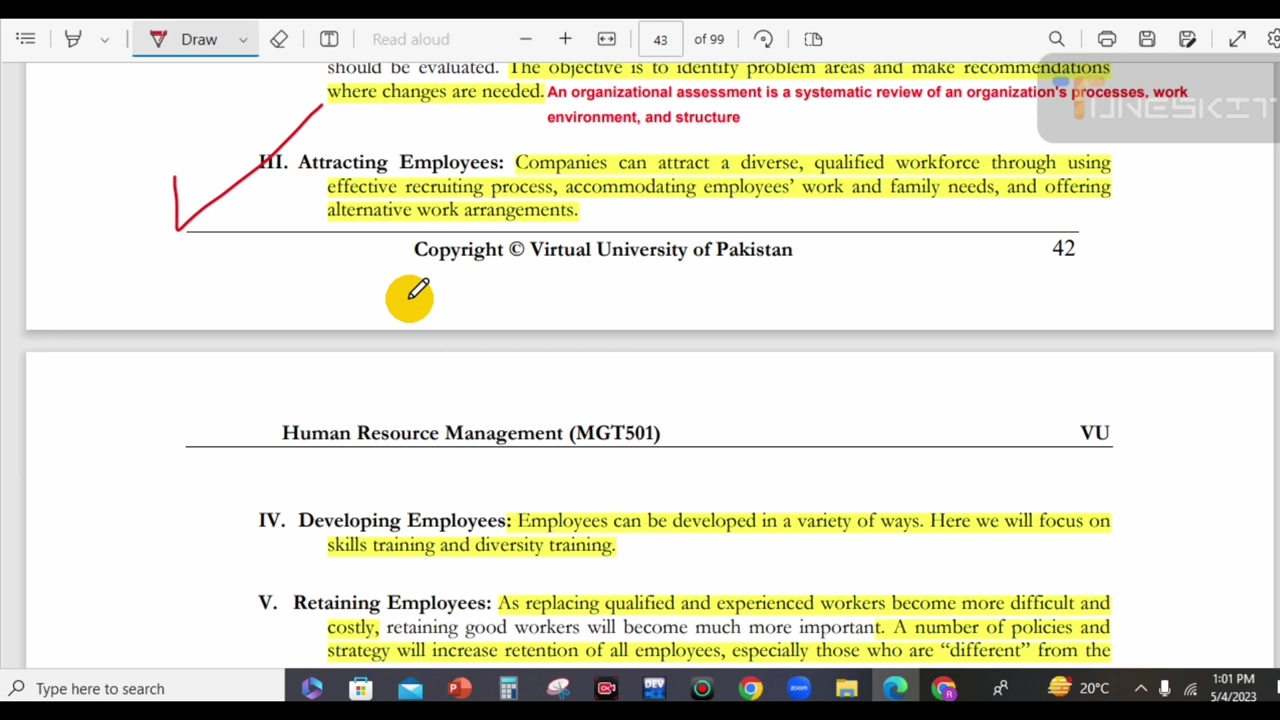 Draw
Read aloud
43
of 99
should be evaluated. The objective is to identify problem areas and make recommendations
where changes are needed. An organizational assessment is a systematic review of an organization's processes, work
environment, and structure
TUNESKIT
III. Attracting Employees: Companies can attract a diverse, qualified workforce through using
effective recruiting process, accommodating employees' work and family needs, and offering
alternative work arrangements.
Copyright © Virtual University of Pakistan 42
Human Resource Management (MGT501) VU
IV. Developing Employees: Employees can be developed in a variety of ways. Here we will focus on
skills training and diversity training.
V. Retaining Employees: As replacing qualified and experienced workers become more difficult and
costly, retaining good workers will become much more important. A number of policies and
strategy will increase retention of all employees, especially those who are “different” from the
Type here to search
DEV
zoom
R
20°C
1:01 PM
5/4/2023